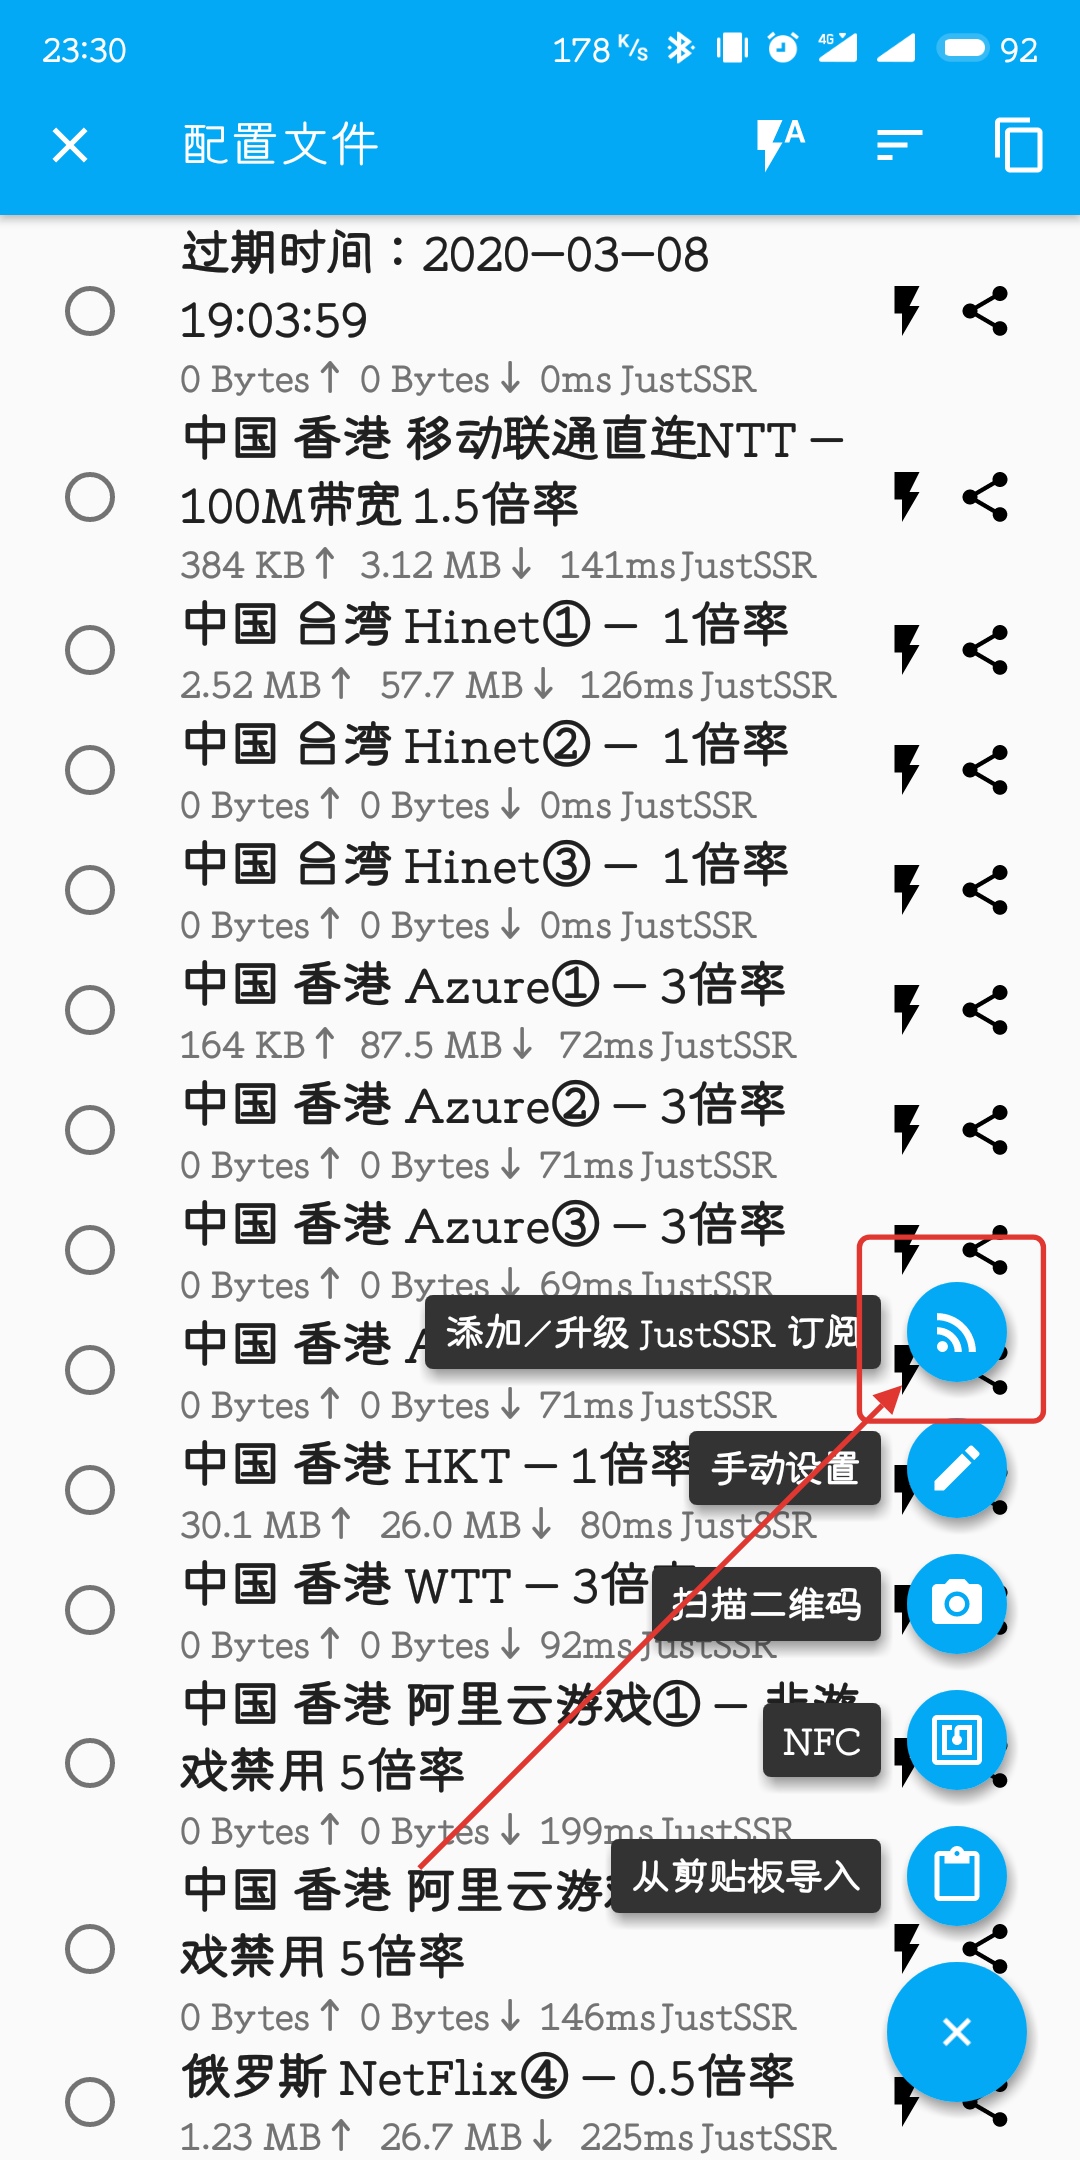 23:30 178 K/s 4G 92
配置文件 A
过期时间：2020-03-08
19:03:59
0 Bytes↑ 0 Bytes↓ 0ms JustSSR
中国 香港 移动联通直连NTT -
100M带宽 1.5倍率
384 KB↑ 3.12 MB↓ 141ms JustSSR
中国 台湾 Hinet① - 1倍率
2.52 MB↑ 57.7 MB↓ 126ms JustSSR
中国 台湾 Hinet② - 1倍率
0 Bytes↑ 0 Bytes↓ 0ms JustSSR
中国 台湾 Hinet③ - 1倍率
0 Bytes↑ 0 Bytes↓ 0ms JustSSR
中国 香港 Azure① - 3倍率
164 KB↑ 87.5 MB↓ 72ms JustSSR
中国 香港 Azure② - 3倍率
0 Bytes↑ 0 Bytes↓ 71ms JustSSR
中国 香港 Azure③ - 3倍率
0 Bytes↑ 0 Bytes↓ 69ms JustSSR
添加/升级 JustSSR 订阅
中国 香港
0 Bytes↑ 0 Bytes↓ 71ms JustSSR
中国 香港 HKT - 1倍率
手动设置
30.1 MB↑ 26.0 MB↓ 80ms JustSSR
中国 香港 WTT - 3倍
扫描二维码
0 Bytes↑ 0 Bytes↓ 92ms JustSSR
中国 香港 阿里云游戏① - 非游
NFC
戏禁用 5倍率
0 Bytes↑ 0 Bytes↓ 199ms JustSSR
中国 香港 阿里云游
从剪贴板导入
戏禁用 5倍率
0 Bytes↑ 0 Bytes↓ 146ms JustSSR
俄罗斯 NetFlix④ - 0.5倍率
1.23 MB↑ 26.7 MB↓ 225ms JustSSR